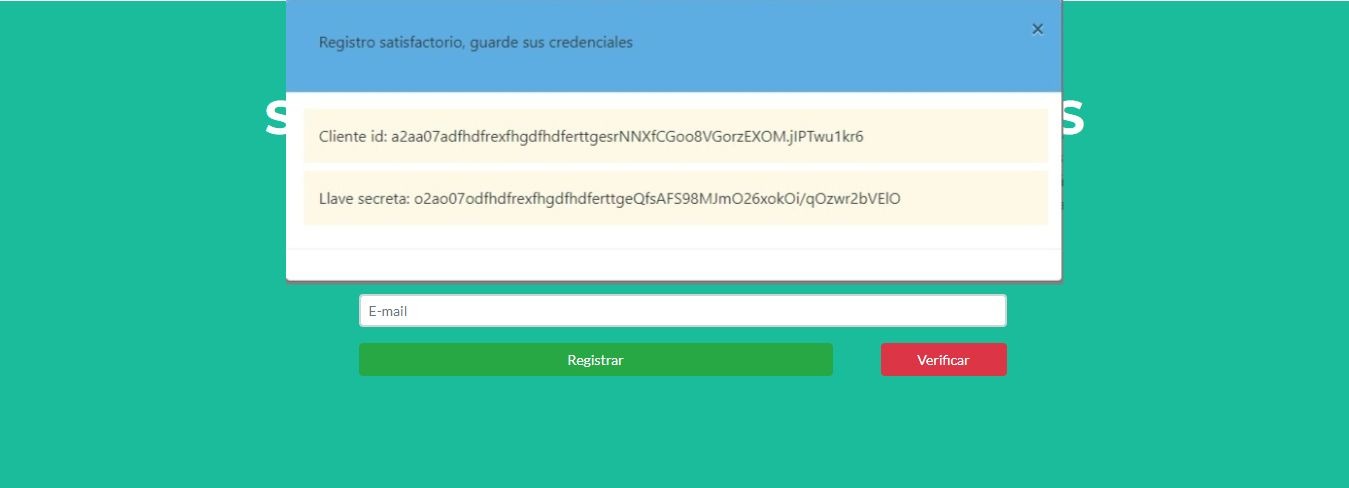 Registro satisfactorio, guarde sus credenciales
×
Cliente id: a2aa07adfhdfrexfhgdfhdferttgesrNNXfCGoo8VGorzEXOM.jIPTwu1kr6
Llave secreta: o2ao07odfhdfrexfhgdfhdferttgeQfsAFS98MJmO26xokOi/qOzwr2bVElO
E-mail
Registrar
Verificar